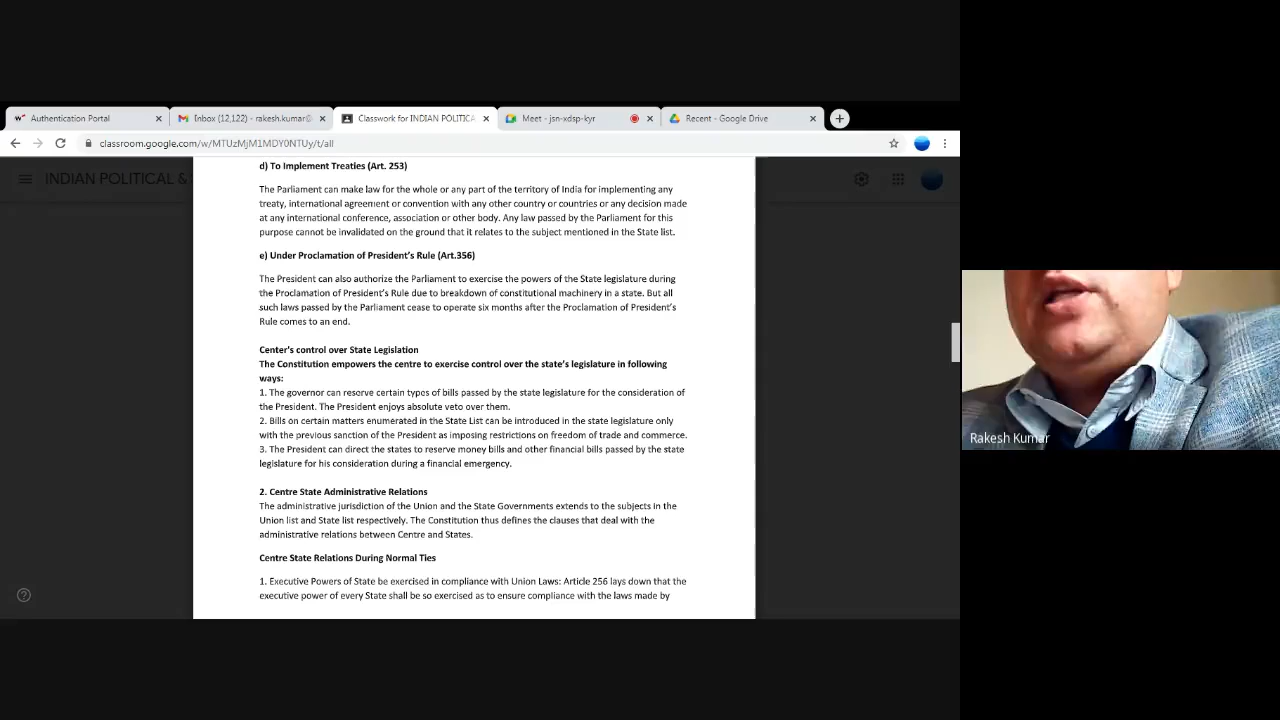 Authentication Portal
Inbox (12,122) - rakesh.kumar@
Classwork for INDIAN POLITICA
Meet - jsn-xdsp-kyr
Recent - Google Drive
classroom.google.com/w/MTUzMjM1MDY0NTUy/t/all
INDIAN POLITICAL &
d) To Implement Treaties (Art. 253)
The Parliament can make law for the whole or any part of the territory of India for implementing any
treaty, international agreement or convention with any other country or countries or any decision made
at any international conference, association or other body. Any law passed by the Parliament for this
purpose cannot be invalidated on the ground that it relates to the subject mentioned in the State list.
e) Under Proclamation of President's Rule (Art.356)
The President can also authorize the Parliament to exercise the powers of the State legislature during
the Proclamation of President's Rule due to breakdown of constitutional machinery in a state. But all
such laws passed by the Parliament cease to operate six months after the Proclamation of President's
Rule comes to an end.
Center's control over State Legislation
The Constitution empowers the centre to exercise control over the state's legislature in following
ways:
1. The governor can reserve certain types of bills passed by the state legislature for the consideration of
the President. The President enjoys absolute veto over them.
2. Bills on certain matters enumerated in the State List can be introduced in the state legislature only
with the previous sanction of the President as imposing restrictions on freedom of trade and commerce.
3. The President can direct the states to reserve money bills and other financial bills passed by the state
legislature for his consideration during a financial emergency.
2. Centre State Administrative Relations
The administrative jurisdiction of the Union and the State Governments extends to the subjects in the
Union list and State list respectively. The Constitution thus defines the clauses that deal with the
administrative relations between Centre and States.
Centre State Relations During Normal Ties
1. Executive Powers of State be exercised in compliance with Union Laws: Article 256 lays down that the
executive power of every State shall be so exercised as to ensure compliance with the laws made by
Rakesh Kumar